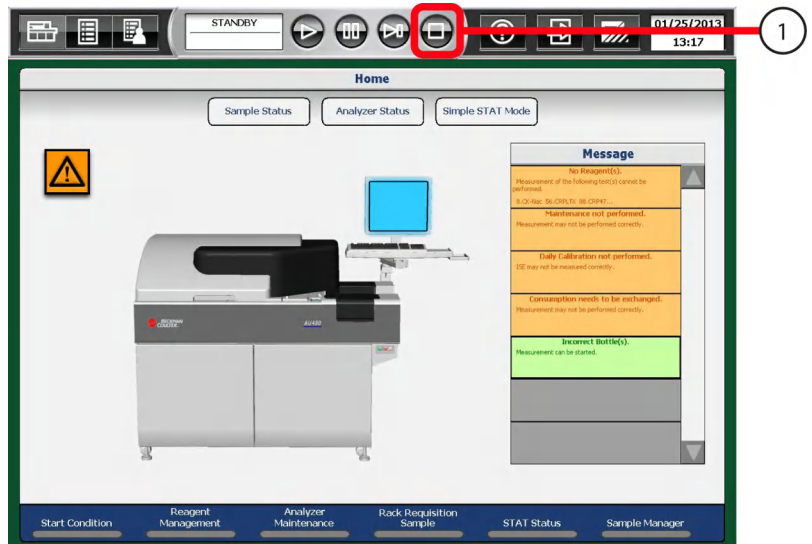 STANDBY
01/25/2013
13:17
1
Home
Sample Status
Analyzer Status
Simple STAT Mode
Message
No Reagent(s).
Measurement of the following test(s) cannot be
performed.
Maintenance not performed.
Measurement may not be performed correctly.
Daily Calibration not performed.
ISE may not be measured correctly.
Consumption needs to be exchanged.
Measurement may not be performed correctly.
Incorrect Bottle(s).
Measurement can be started.
BECKMAN
COULTER
AU480
Start Condition
Reagent
Management
Analyzer
Maintenance
Rack Requisition
Sample
STAT Status
Sample Manager